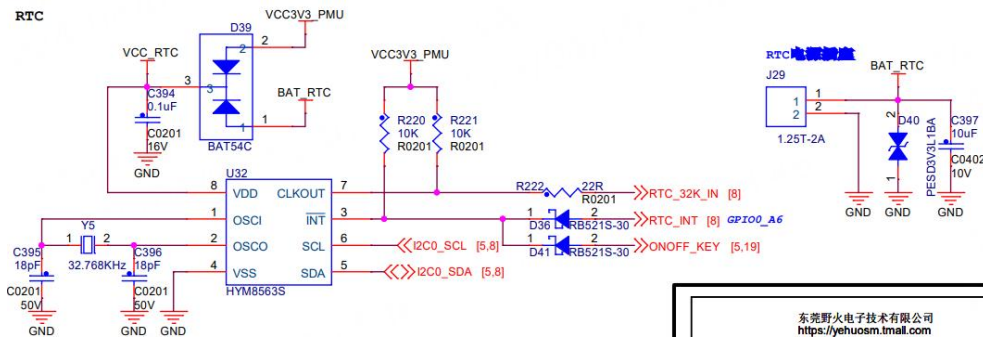 RTC
VCC_RTC
D39
VCC3V3_PMU
2
2
3
3
BAT_RTC
1
1
BAT54C
C394
0.1uF
C0201
16V
GND
VCC3V3_PMU
R220
10K
R0201
R221
10K
R0201
U32
8 VDD CLKOUT 7
1 OSCI INT 3
2 OSCO SCL 6
4 VSS SDA 5
HYM8563S
R222 22R
R0201
RTC_32K_IN [8]
1 2 RTC_INT [8] GPIO0_A6
D36 RB521S-30
1 2 ONOFF_KEY [5,19]
D41 RB521S-30
I2C0_SCL [5,8]
I2C0_SDA [5,8]
Y5
1 2
32.768KHz
C395
18pF
C0201
50V
GND
C396
18pF
C0201
50V
GND
GND
RTC
J29
1 1
2 2
1.25T-2A
BAT_RTC
D40
2
1
PESD3V3L1BA
C397
10uF
C0402
10V
GND
GND
GND
东莞野火电子技术有限公司
https://yehuosm.tmall.com